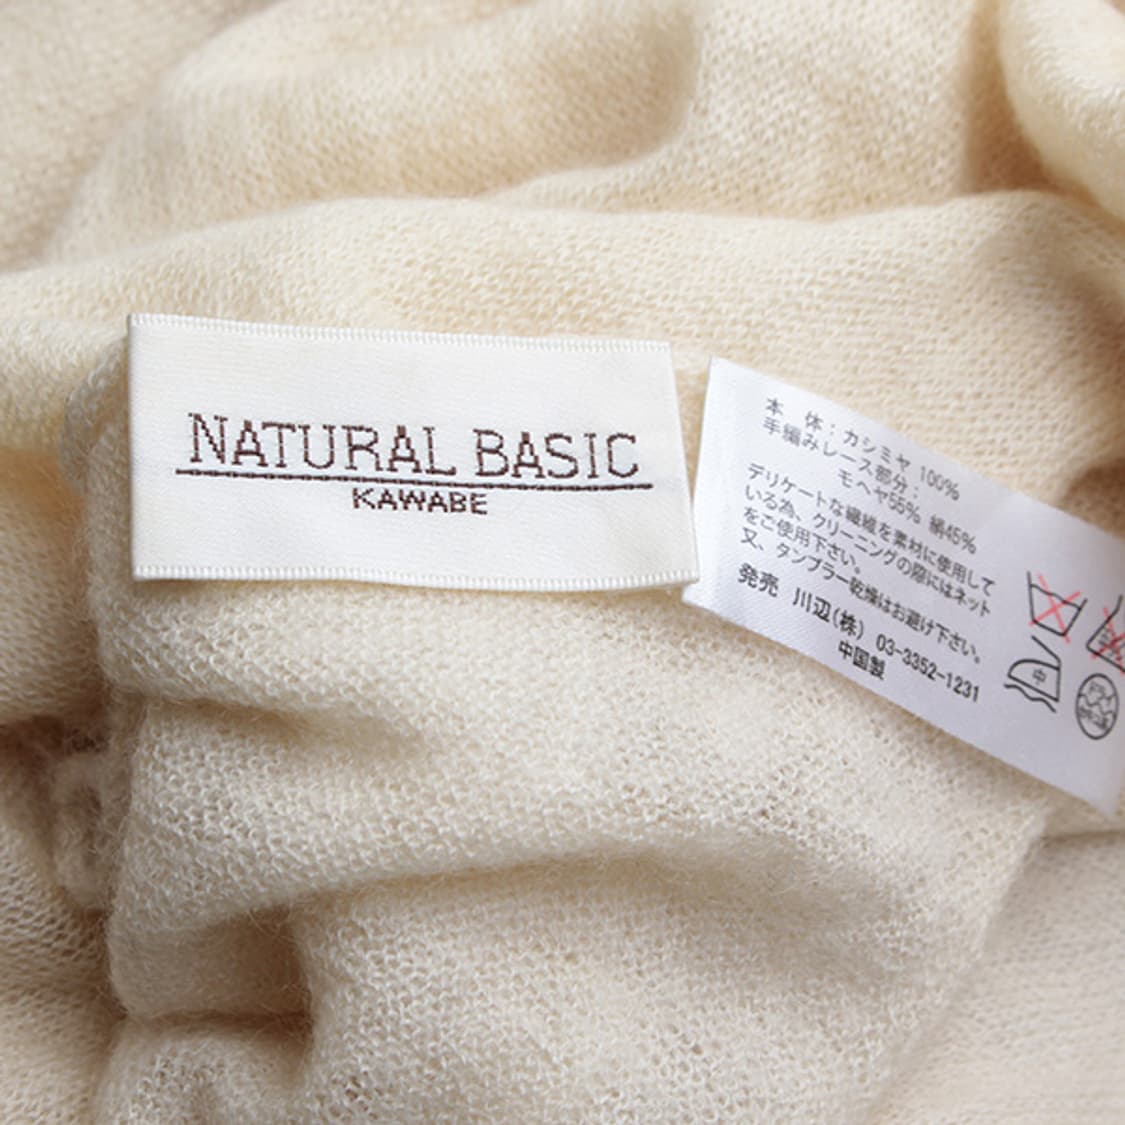 NATURAL BASIC
KAWABE
本 体：カシミヤ 100%
手編みレース部分：
モヘヤ55% 絹45%
デリケートな繊維を素材に使用して
いる為、クリーニングの際にはネット
をご使用下さい。
又、タンブラー乾燥はお避け下さい。
発売 川辺(株) 03-3352-1231
中国製
中
ドライ